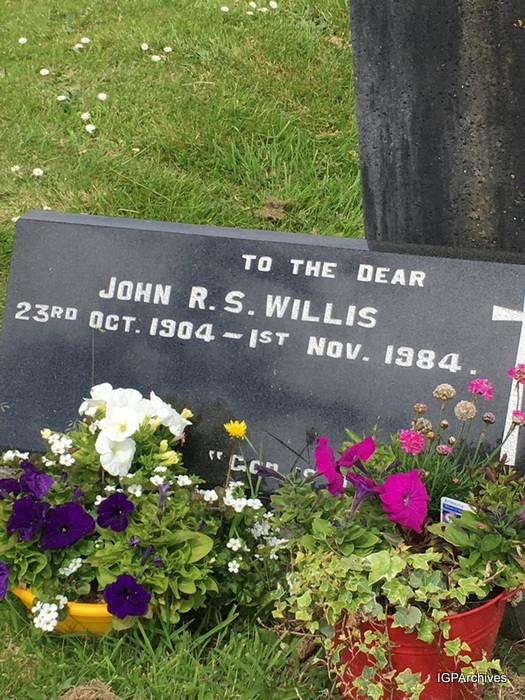 TO THE DEAR
JOHN R. S. WILLIS
23RD OCT. 1904 – 1ST NOV. 1984.
IGPArchives